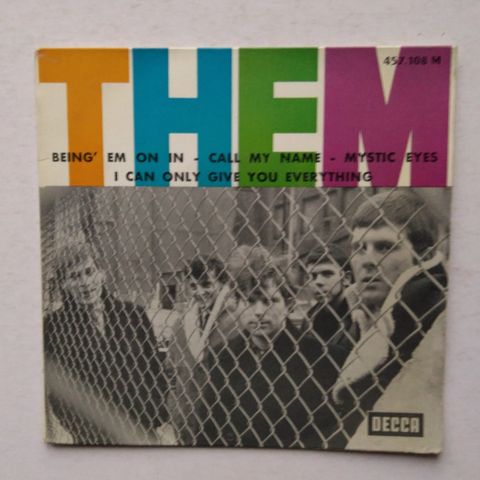 THEM
457.108 M
BEING' EM ON IN - CALL MY NAME - MYSTIC EYES
I CAN ONLY GIVE YOU EVERYTHING
DECCA